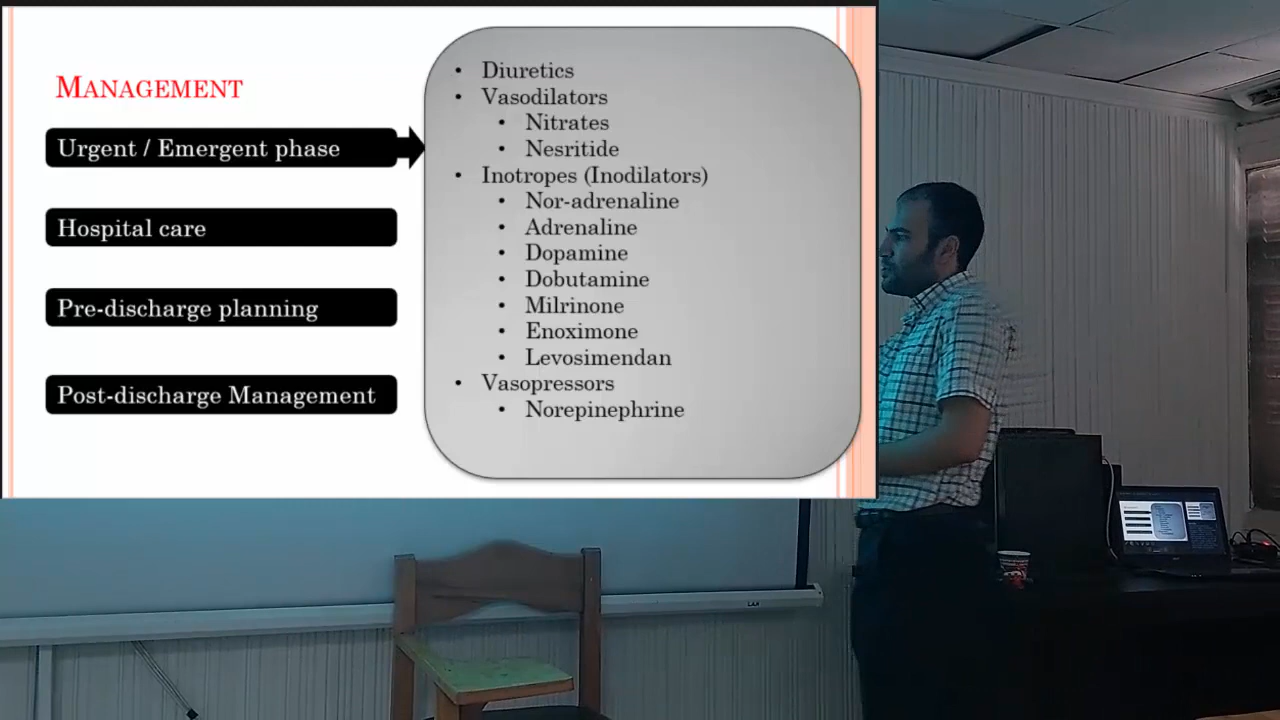 MANAGEMENT
Urgent / Emergent phase
Hospital care
Pre-discharge planning
Post-discharge Management
• Diuretics
• Vasodilators
• Nitrates
• Nesritide
• Inotropes (Inodilators)
• Nor-adrenaline
• Adrenaline
• Dopamine
• Dobutamine
• Milrinone
• Enoximone
• Levosimendan
• Vasopressors
• Norepinephrine